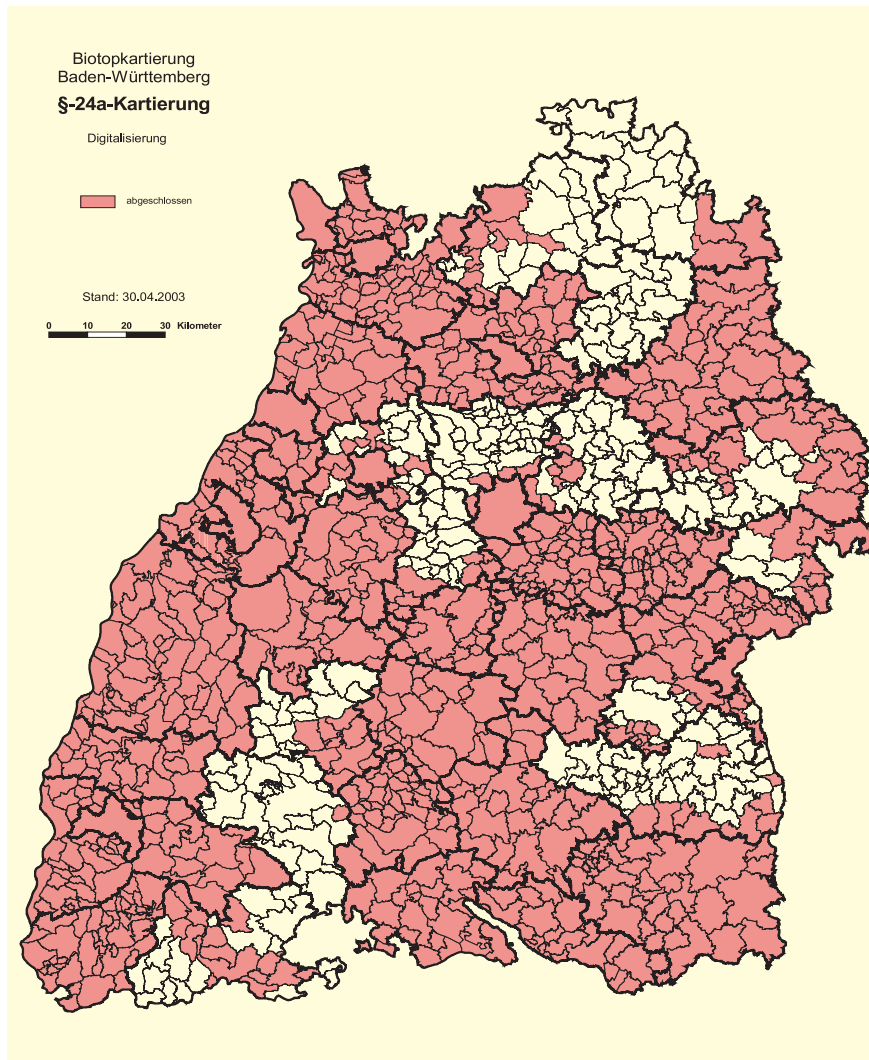 Biotopkartierung
Baden-Württemberg
§-24a-Kartierung
Digitalisierung
abgeschlossen
Stand: 30.04.2003
0 10 20 30 Kilometer